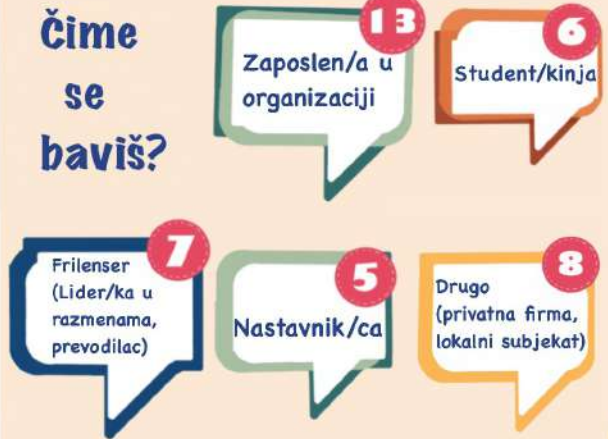 Čime
se
baviš?
13
Zaposlen/a u
organizaciji
6
Student/kinja
7
Frilenser
(Lider/ka u
razmenama,
prevodilac)
5
Nastavnik/ca
8
Drugo
(privatna firma,
lokalni subjekat)